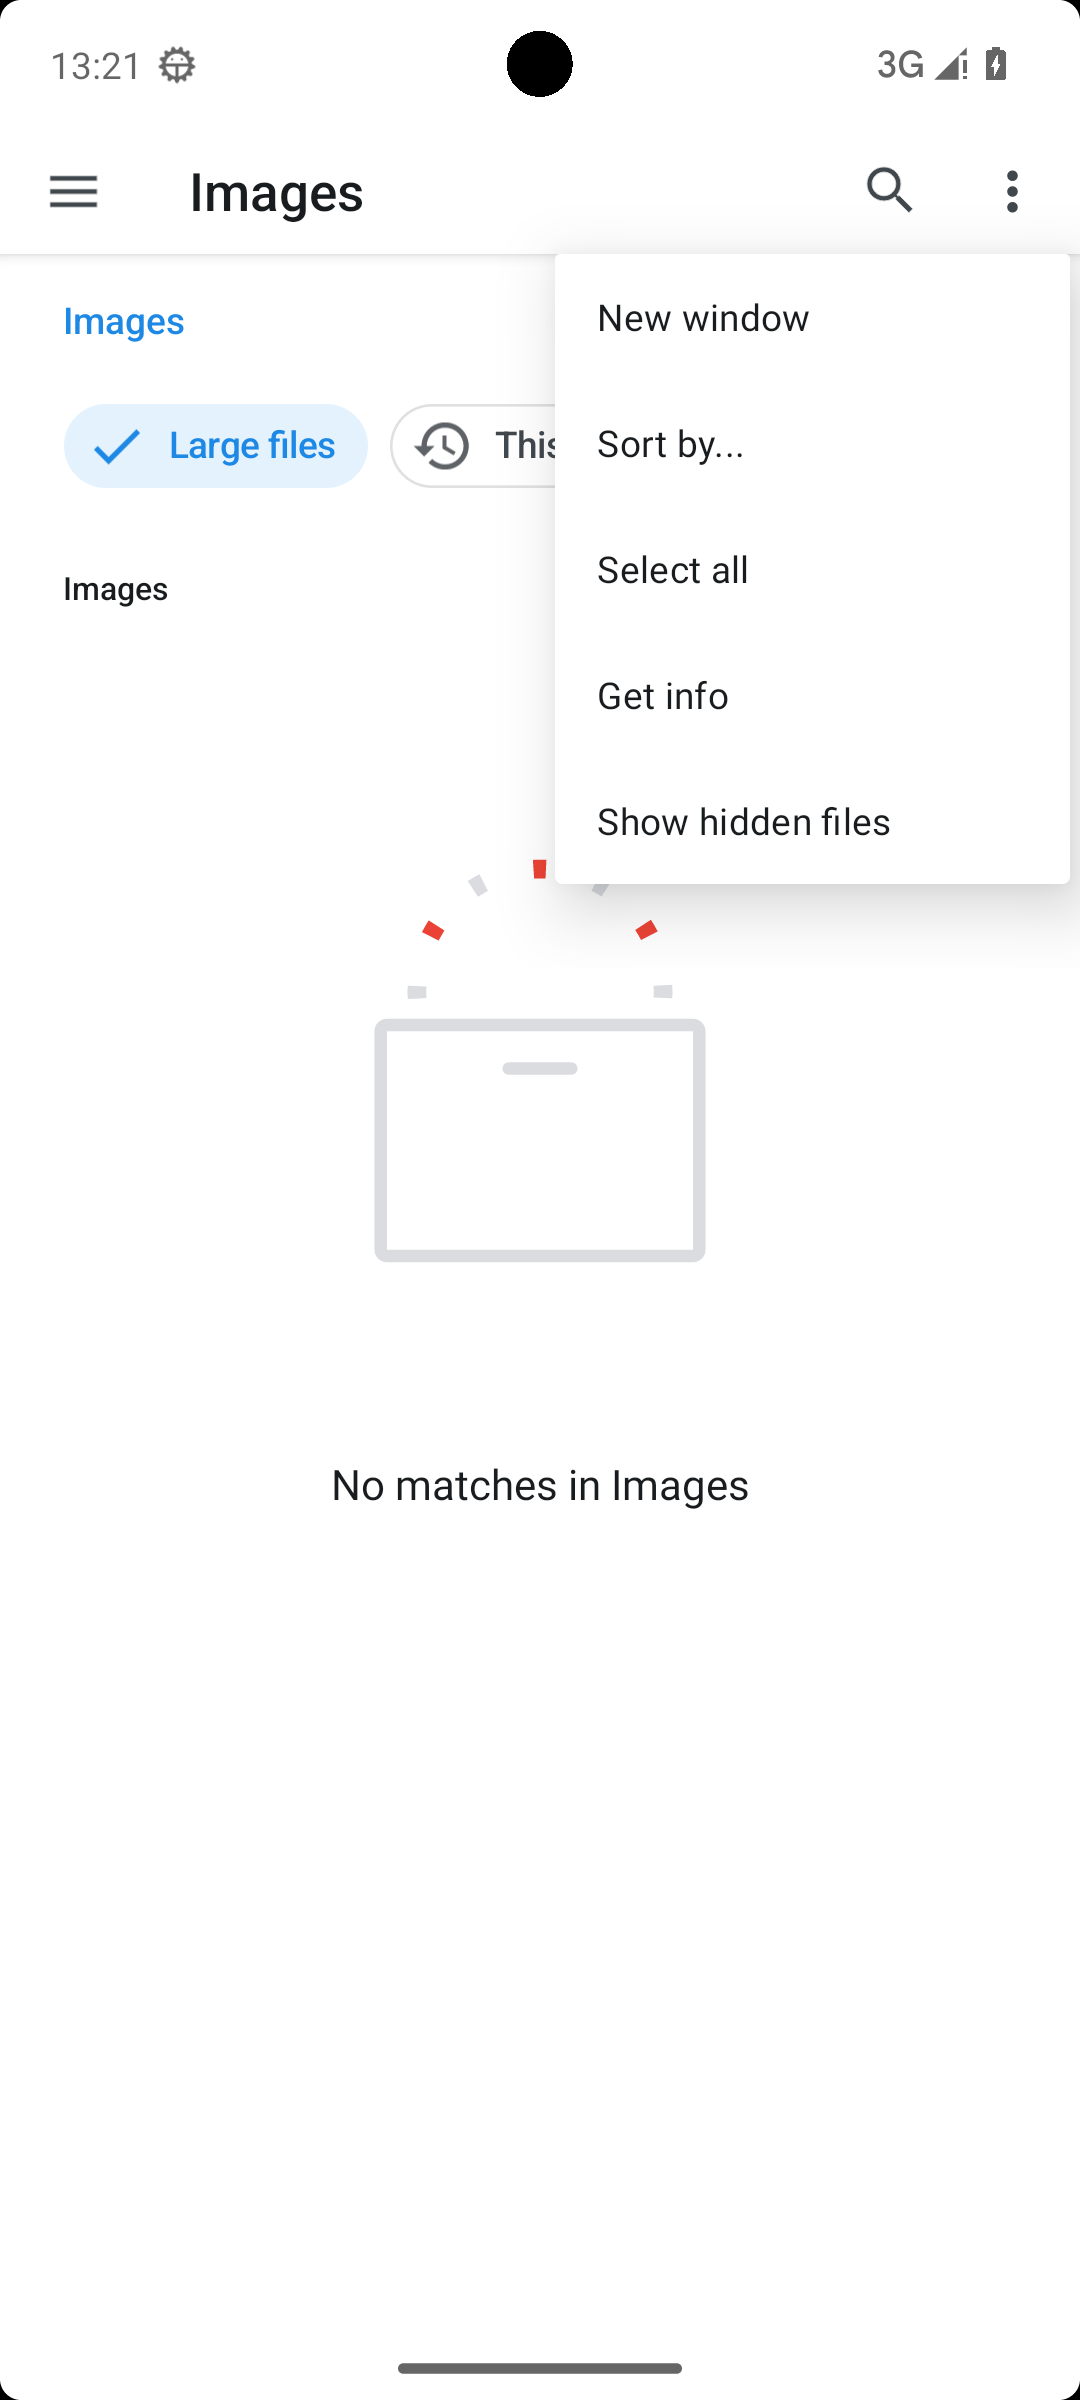 13:21
3G
Images
Images
Large files
This
Images
New window
Sort by...
Select all
Get info
Show hidden files
No matches in Images